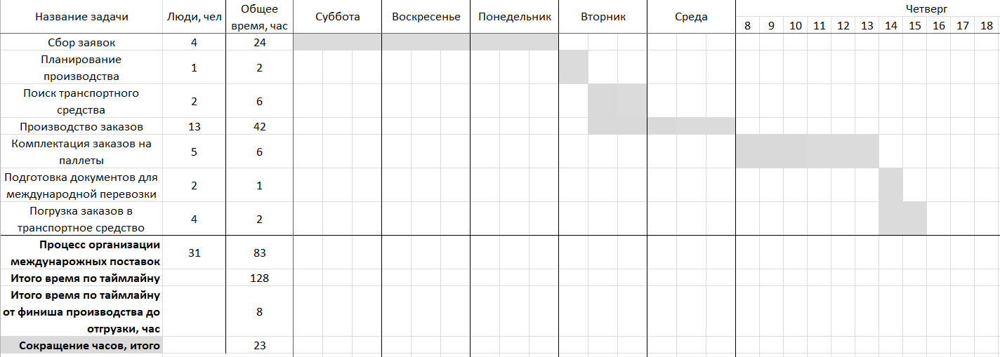 Название задачи Люди, чел Общее время, час Суббота Воскресенье Понедельник Вторник Среда Четверг
8 9 10 11 12 13 14 15 16 17 18
Сбор заявок 4 24
Планирование
производства 1 2
Поиск транспортного
средства 2 6
Производство заказов 13 42
Комплектация заказов на
паллеты 5 6
Подготовка документов для
международной перевозки 2 1
Погрузка заказов в
транспортное средство 4 2
Процесс организации
междунарожных поставок 31 83
Итого время по таймлайну 128
Итого время по таймлайну
от финиша производства до
отгрузки, час 8
Сокращение часов, итого 23